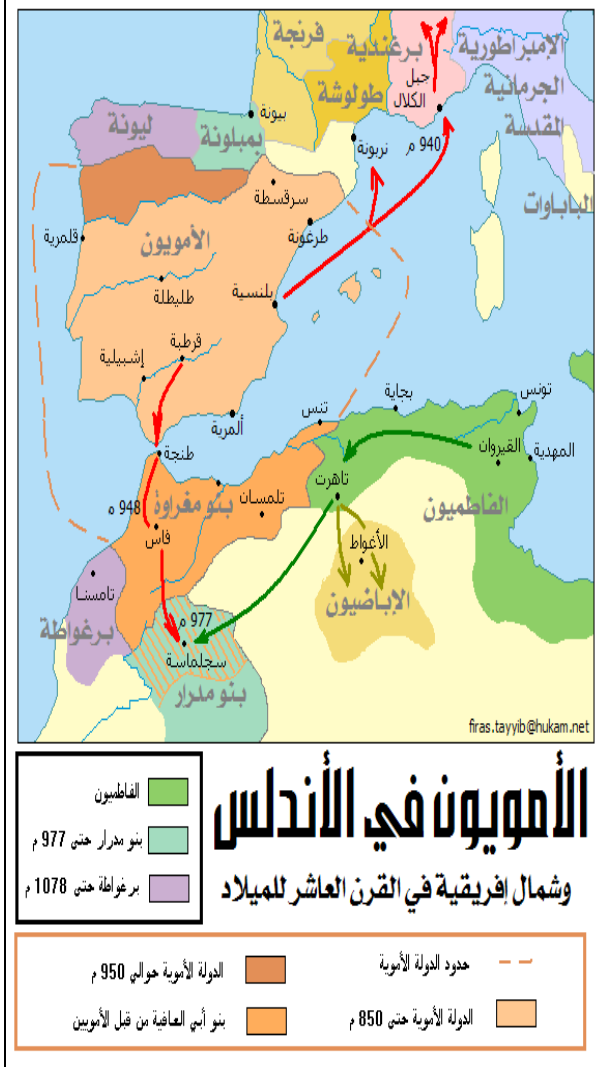 فرنجة
برغندية
الإمبراطورية
الجرمانية
المقدسة
جبل
الكلال
طولوشة
بيونة
ليونة
بمبلونة
نربونة
940 م
الباباوات
سرقسطة
طرغونة
قلمرية
الأمويون
طليطلة
بلنسية
قرطبة
إشبيلية
ألمرية
تنس
بجاية
تونس
طنجة
القيروان
المهدية
تاهرت
تلمسان
948 م
بنو مغراوة
الفاطميون
فاس
الأغواط
تامسنا
الإباضيون
977 م
برغواطة
سجلماسة
بنو مدرار
firas.tayyib@hukam.net
الأمويون في الأندلس
وشمال إفريقية في القرن العاشر للميلاد
الفاطميون
بنو مدرار حتى 977 م
برغواطة حتى 1078 م
حدود الدولة الأموية
الدولة الأموية حوالي 950 م
الدولة الأموية حتى 850 م
بنو أبي العافية من قبل الأمويين